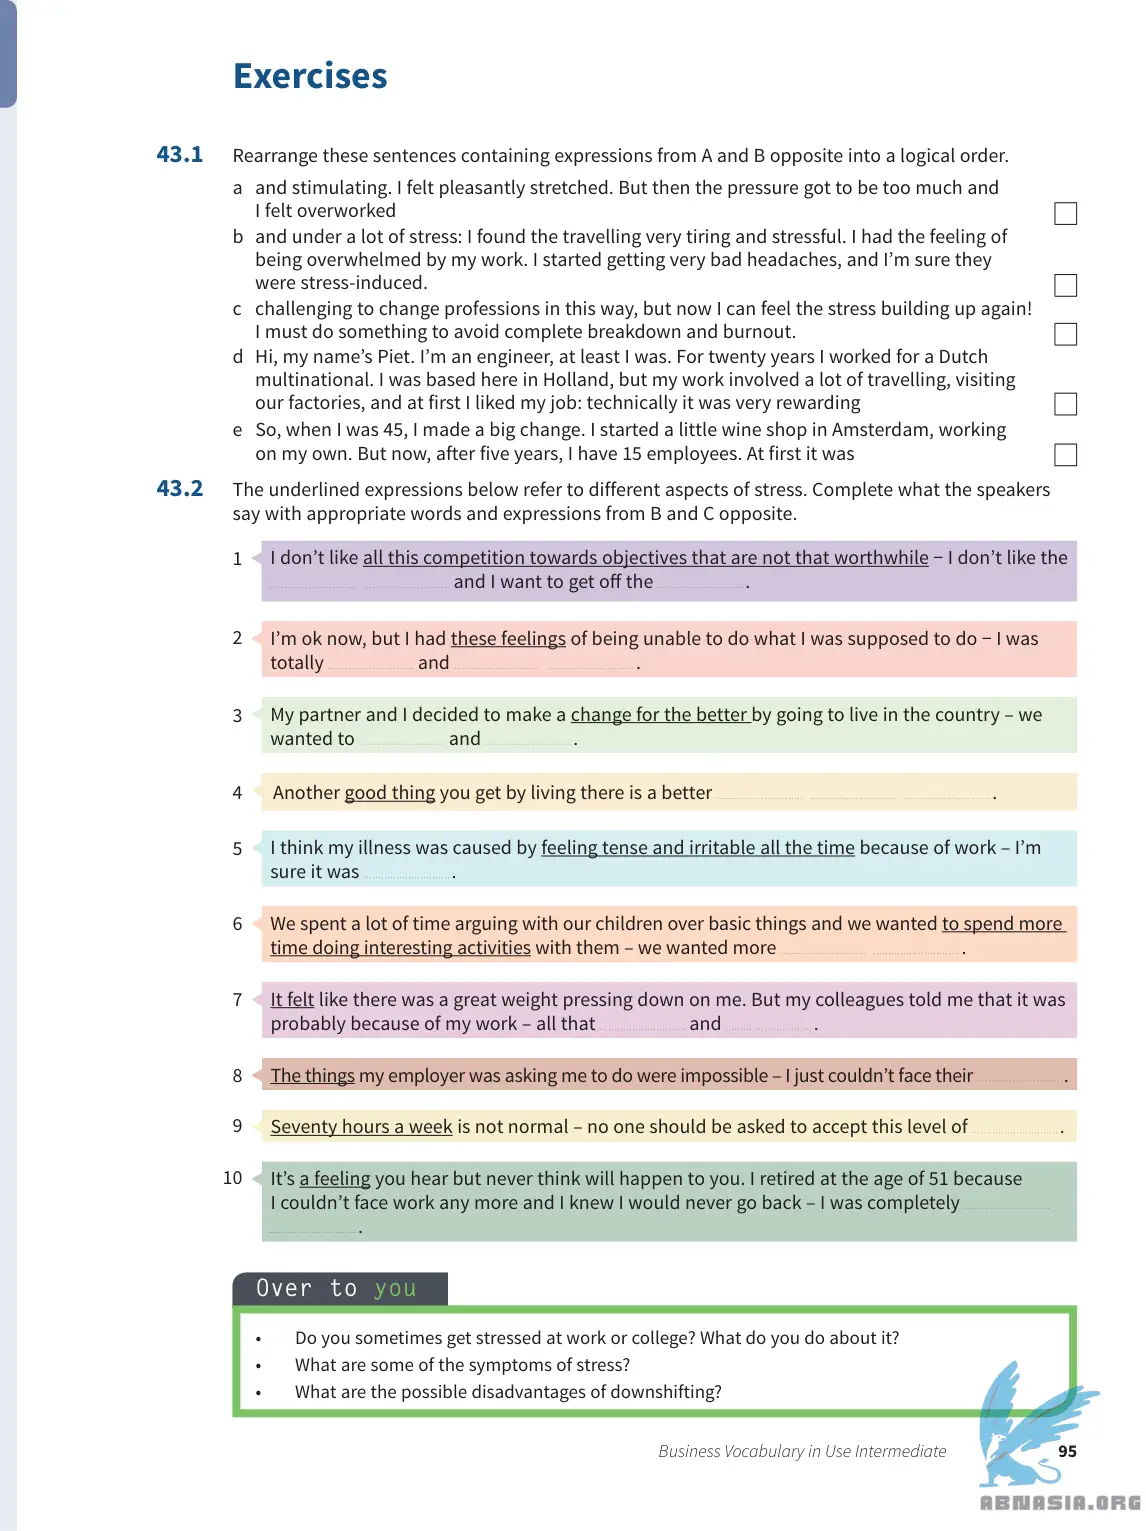 Exercises
43.1 Rearrange these sentences containing expressions from A and B opposite into a logical order.
a and stimulating. I felt pleasantly stretched. But then the pressure got to be too much and
I felt overworked
b and under a lot of stress: I found the travelling very tiring and stressful. I had the feeling of
being overwhelmed by my work. I started getting very bad headaches, and I’m sure they
were stress-induced.
c challenging to change professions in this way, but now I can feel the stress building up again!
I must do something to avoid complete breakdown and burnout.
d Hi, my name’s Piet. I’m an engineer, at least I was. For twenty years I worked for a Dutch
multinational. I was based here in Holland, but my work involved a lot of travelling, visiting
our factories, and at first I liked my job: technically it was very rewarding
e So, when I was 45, I made a big change. I started a little wine shop in Amsterdam, working
on my own. But now, after five years, I have 15 employees. At first it was
43.2 The underlined expressions below refer to different aspects of stress. Complete what the speakers
say with appropriate words and expressions from B and C opposite.
1 I don’t like all this competition towards objectives that are not that worthwhile – I don’t like the
.................... .................... and I want to get off the .................... .
2 I’m ok now, but I had these feelings of being unable to do what I was supposed to do – I was
totally .................... and .................... .................... .
3 My partner and I decided to make a change for the better by going to live in the country – we
wanted to .................... and .................... .
4 Another good thing you get by living there is a better .................... .................... .................... .
5 I think my illness was caused by feeling tense and irritable all the time because of work – I’m
sure it was .................... .
6 We spent a lot of time arguing with our children over basic things and we wanted to spend more
time doing interesting activities with them – we wanted more .................... .................... .
7 It felt like there was a great weight pressing down on me. But my colleagues told me that it was
probably because of my work – all that .................... and .................... .
8 The things my employer was asking me to do were impossible – I just couldn’t face their .................... .
9 Seventy hours a week is not normal – no one should be asked to accept this level of .................... .
10 It’s a feeling you hear but never think will happen to you. I retired at the age of 51 because
I couldn’t face work any more and I knew I would never go back – I was completely ....................
.................... .
Over to you
• Do you sometimes get stressed at work or college? What do you do about it?
• What are some of the symptoms of stress?
• What are the possible disadvantages of downshifting?
Business Vocabulary in Use Intermediate 95
ABNASIA.ORG